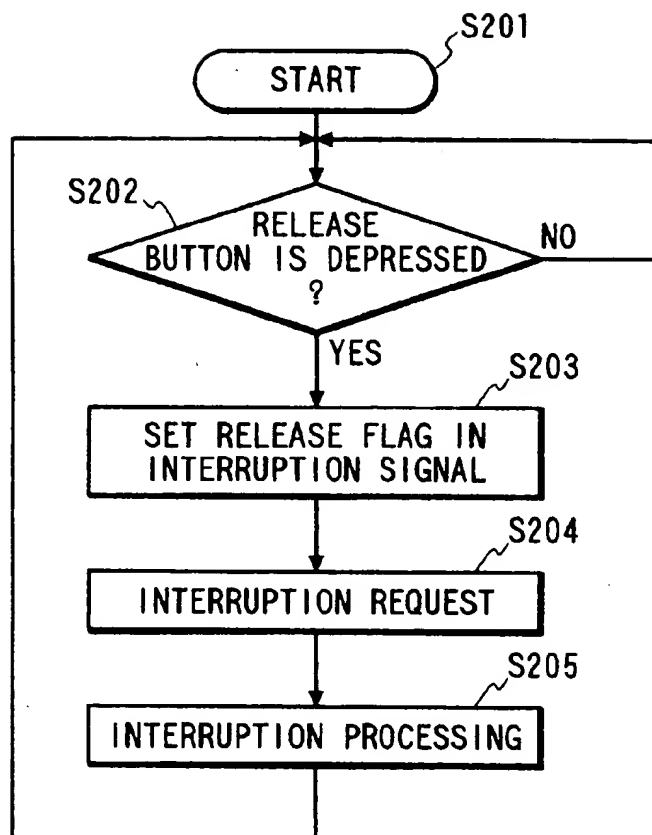 S201
START
S202
RELEASE
BUTTON IS DEPRESSED
?
NO
YES
S203
SET RELEASE FLAG IN
INTERRUPTION SIGNAL
S204
INTERRUPTION REQUEST
S205
INTERRUPTION PROCESSING